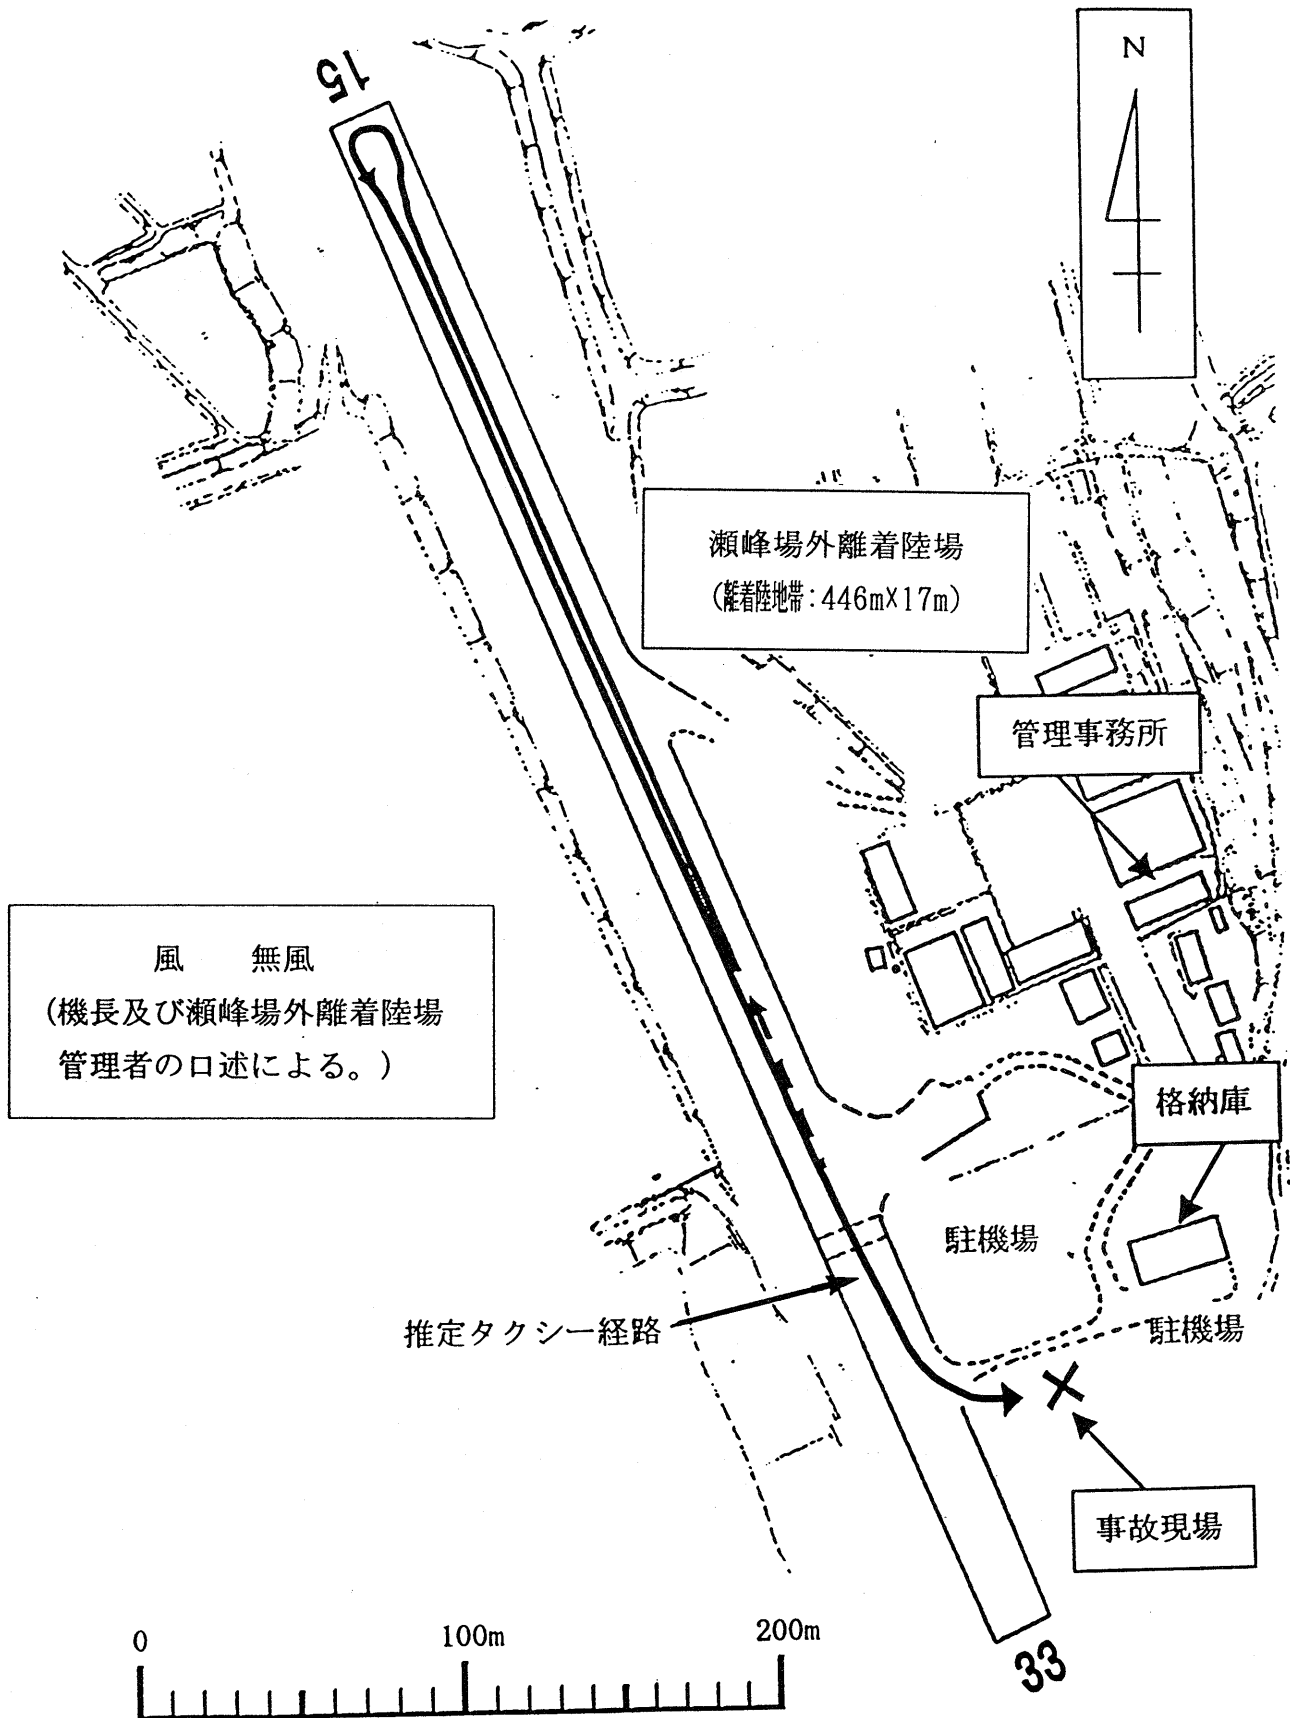 15
N
瀬峰場外離着陸場
(離着陸地帯:446m×17m)
管理事務所
風 無風
(機長及び瀬峰場外離着陸場
管理者の口述による。)
格納庫
駐機場
駐機場
推定タクシー経路
事故現場
0 100m 200m
33